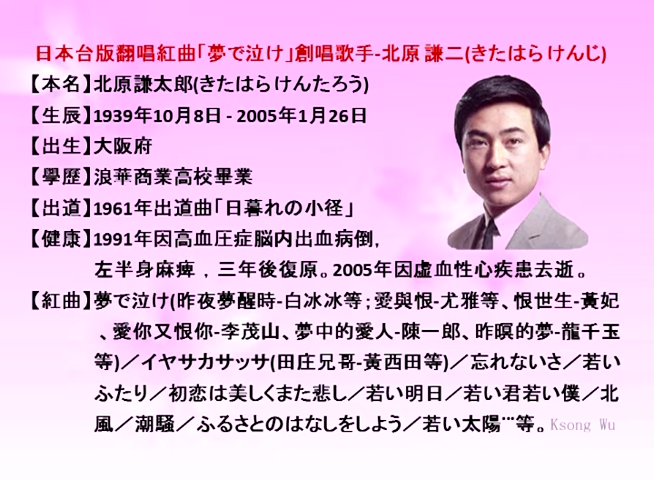 日本台版翻唱紅曲「夢で泣け」創唱歌手-北原 謙二(きたはら けんじ)
【本名】北原謙太郎(きたはら けんたろう)
【生辰】1939年10月8日 - 2005年1月26日
【出生】大阪府
【學歷】浪華商業高校畢業
【出道】1961年出道曲「日暮れの小径」
【健康】1991年因高血圧症脳内出血病倒，
左半身麻痺，三年後復原。2005年因虛血性心疾患去逝。
【紅曲】夢で泣け(昨夜夢醒時-白冰冰等；愛與恨-尤雅等、恨世生-黃妃
、愛你又恨你-李茂山、夢中的愛人-陳一郎、昨暝的夢-龍千玉
等)／イヤサカサッサ(田庄兄哥-黃西田等)／忘れないさ／若い
ふたり／初恋は美しくまた悲し／若い明日／若い君若い僕／北
風／潮騒／ふるさとのはなしをしよう／若い太陽…等。Ksong Wu